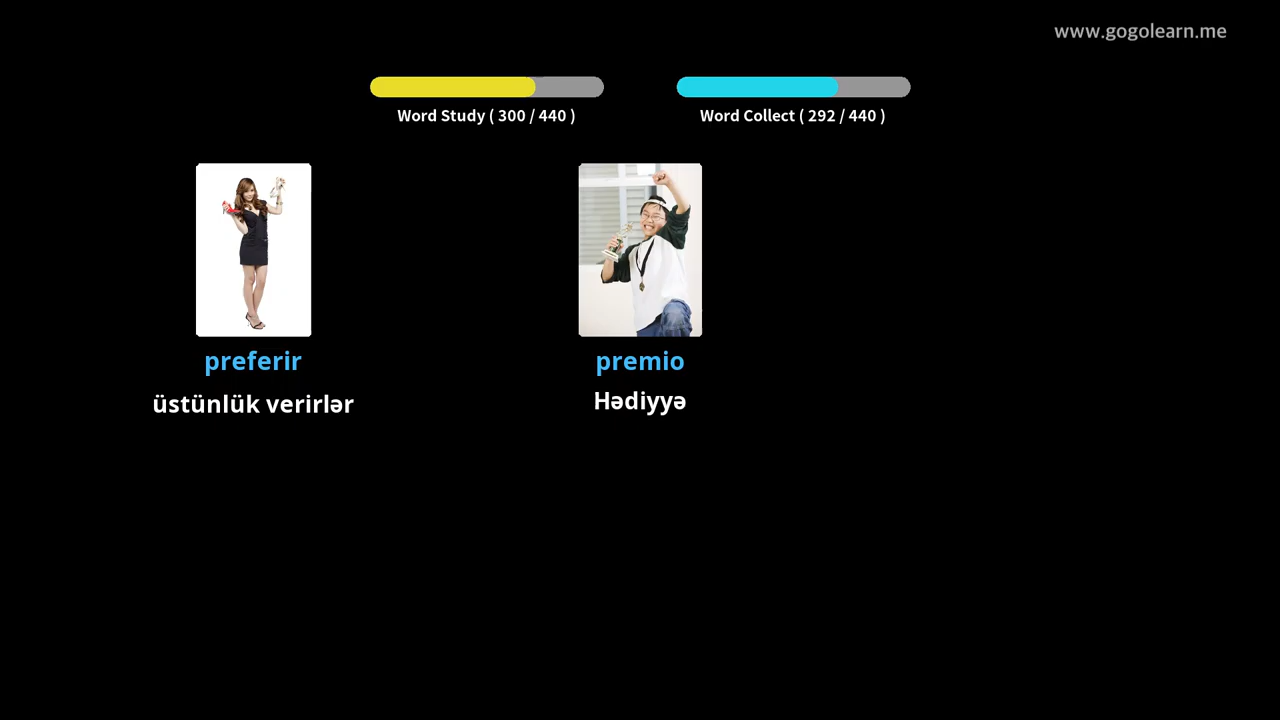 www.gogolearn.me
Word Study ( 300 / 440 )
Word Collect ( 292 / 440 )
preferir
premio
üstünlük verirlər
Hədiyyə